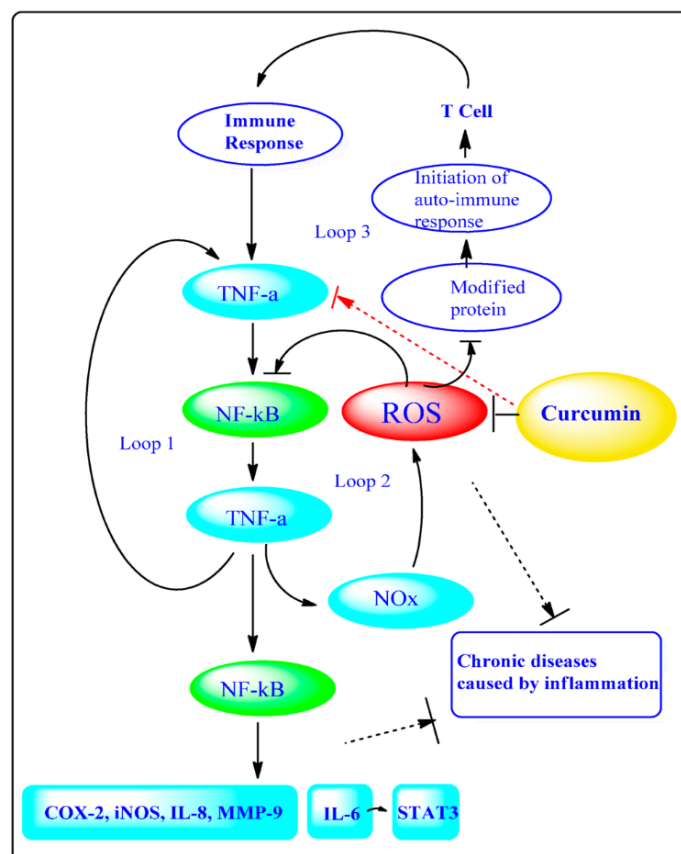 Immune
Response
T Cell
Initiation of
auto-immune
response
Loop 3
TNF-a
Modified
protein
NF-kB
ROS
Curcumin
Loop 1
Loop 2
TNF-a
NOx
Chronic diseases
caused by inflammation
NF-kB
COX-2, iNOS, IL-8, MMP-9
IL-6
STAT3